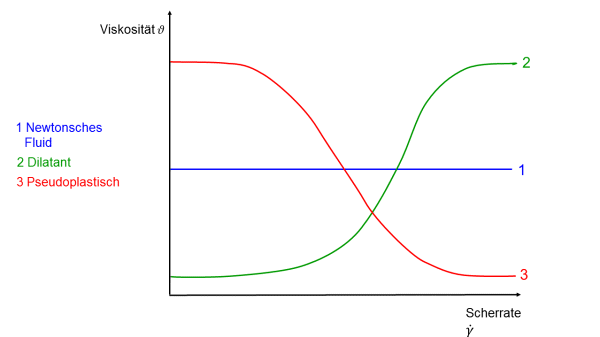 Viskosität ϑ
2
1 Newtonsches
Fluid
2 Dilatant
1
3 Pseudoplastisch
3
Scherrate
γ̇